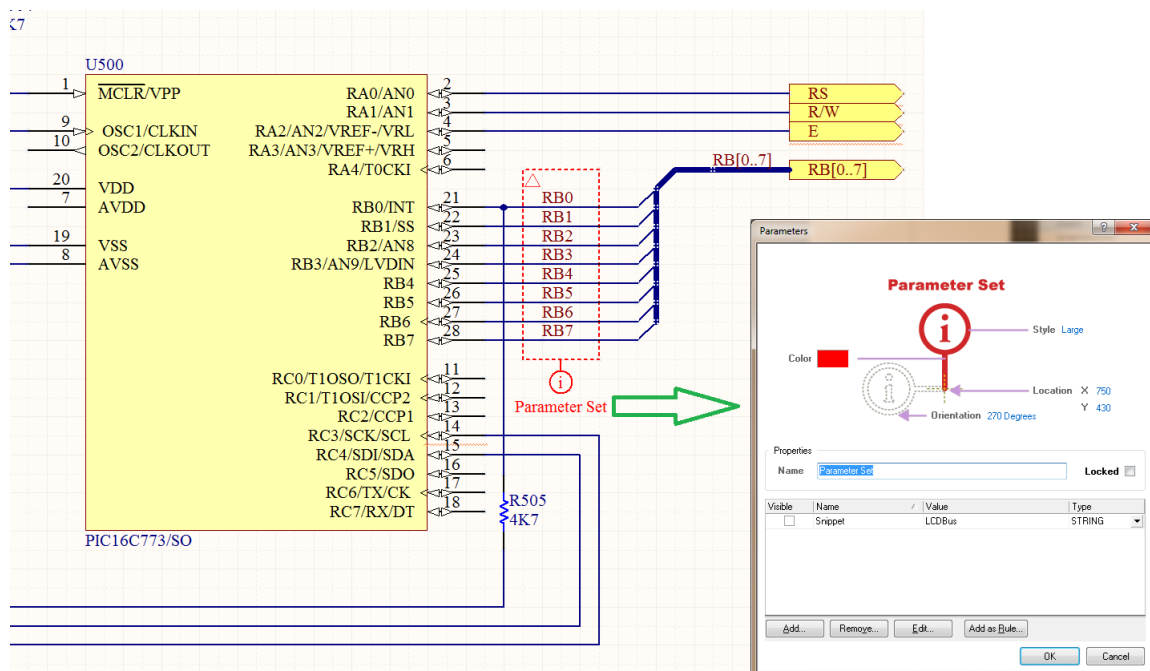 K7
U500
1 MCLR/VPP
9 OSC1/CLKIN
10 OSC2/CLKOUT
20 VDD
7 AVDD
19 VSS
8 AVSS
RA0/AN0 2
RA1/AN1 3
RA2/AN2/VREF-/VRL 4
RA3/AN3/VREF+/VRH 5
RA4/T0CKI 6
RB0/INT 21
RB1/SS 22
RB2/AN8 23
RB3/AN9/LVDIN 24
RB4 25
RB5 26
RB6 27
RB7 28
RC0/T1OSO/T1CKI 11
RC1/T1OSI/CCP2 12
RC2/CCP1 13
RC3/SCK/SCL 14
RC4/SDI/SDA 15
RC5/SDO 16
RC6/TX/CK 17
RC7/RX/DT 18
PIC16C773/SO
RS
R/W
E
RB[0..7] RB[0..7]
RB0
RB1
RB2
RB3
RB4
RB5
RB6
RB7
i
Parameter Set
R505
4K7
Parameters
Parameter Set
i
Style Large
Color
i
Location X 750
Y 430
Orientation 270 Degrees
Properties
Name Parameter Set Locked
Visible Name Value Type
Snippet LCDBus STRING
Add... Remove... Edit... Add as Rule...
OK Cancel